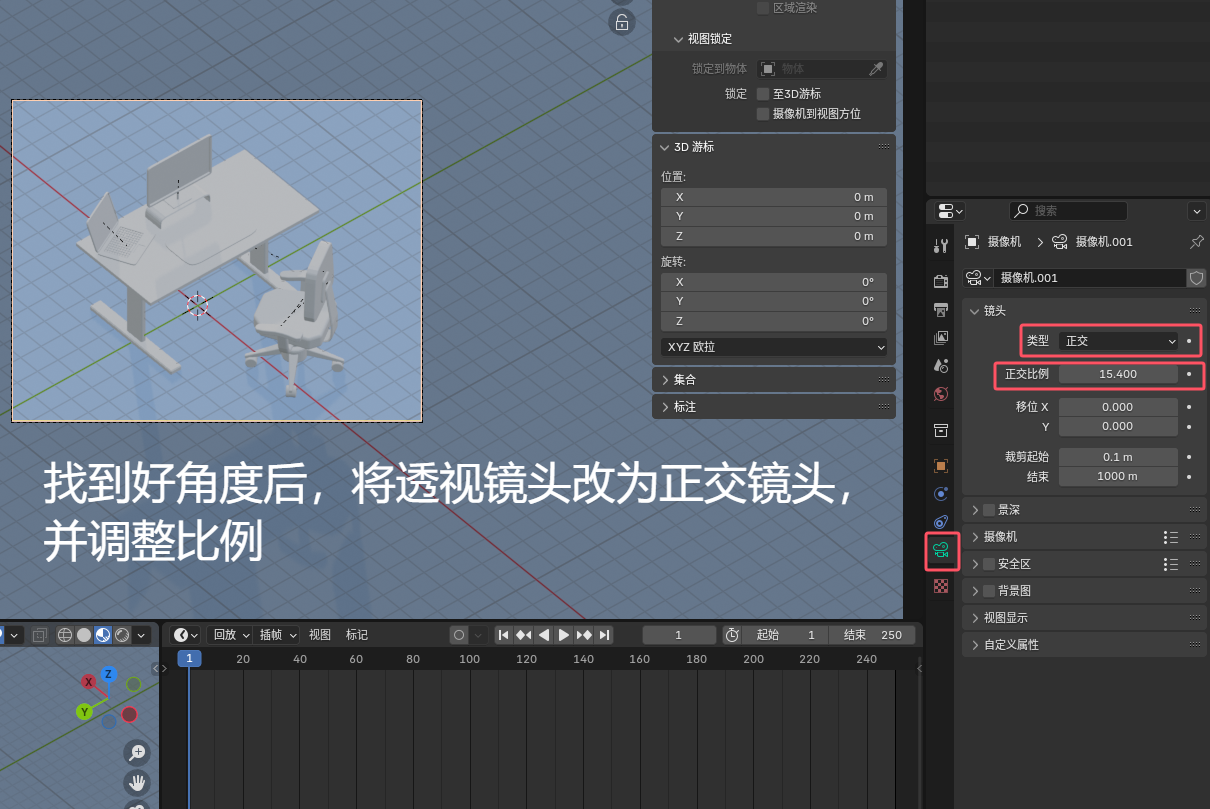 区域渲染
视图锁定
锁定到物体 物体
锁定 至3D游标
摄像机到视图方位
3D 游标
位置:
X 0 m
Y 0 m
Z 0 m
旋转:
X 0°
Y 0°
Z 0°
XYZ 欧拉
集合
标注
找到好角度后，将透视镜头改为正交镜头，
并调整比例
搜索
摄像机 摄像机.001
摄像机.001
镜头
类型 正交
正交比例 15.400
移位 X 0.000
Y 0.000
裁剪起始 0.1 m
结束 1000 m
景深
摄像机
安全区
背景图
视图显示
自定义属性
回放 插帧 视图 标记 1 起始 1 结束 250
1 20 40 60 80 100 120 140 160 180 200 220 240
Z
X
Y